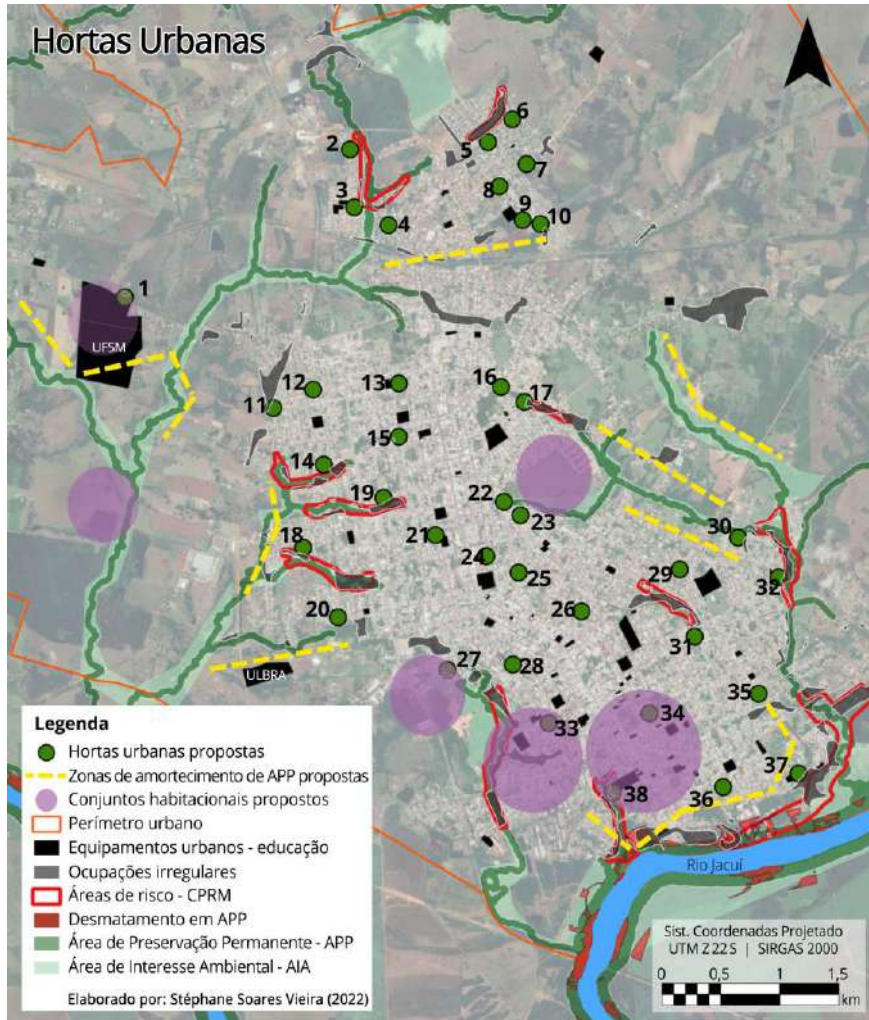 Hortas Urbanas
6
2
5
7
3
8
9
10
4
1
UFSM
12
13
16
17
11
15
14
19
22
23
21
30
18
24
25
29
32
20
26
31
27
28
ULBRA
35
34
33
37
38
36
Rio Jacuí
Legenda
Hortas urbanas propostas
Zonas de amortecimento de APP propostas
Conjuntos habitacionais propostos
Perímetro urbano
Equipamentos urbanos - educação
Ocupações irregulares
Áreas de risco - CPRM
Desmatamento em APP
Área de Preservação Permanente - APP
Área de Interesse Ambiental - AIA
Elaborado por: Stéphane Soares Vieira (2022)
Sist. Coordenadas Projetado
UTM Z 22 S | SIRGAS 2000
0 0,5 1 1,5
km